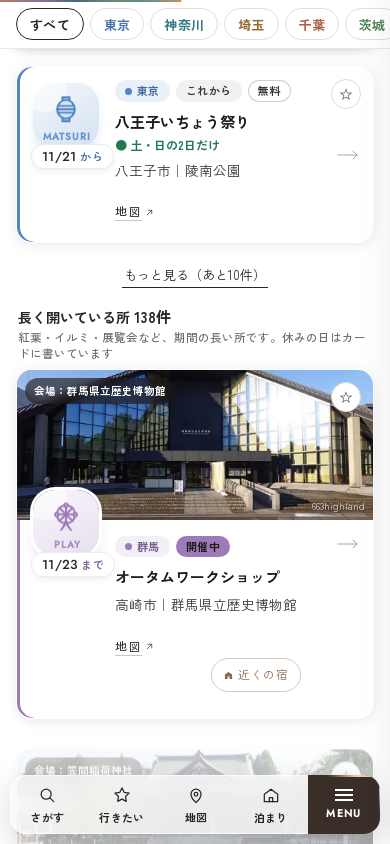 すべて 東京 神奈川 埼玉 千葉 茨城
東京 これから 無料
MATSURI
11/21 から
八王子いちょう祭り
土・日の2日だけ
八王子市｜陵南公園
地図
もっと見る（あと10件）
長く開いている所 138件
紅葉・イルミ・展覧会など、期間の長い所です。休みの日はカー
ドに書いています
会場：群馬県立歴史博物館
663highland
PLAY
11/23 まで
群馬 開催中
オータムワークショップ
高崎市｜群馬県立歴史博物館
地図
近くの宿
会場：笠間稲荷神社
さがす 行きたい 地図 泊まり MENU